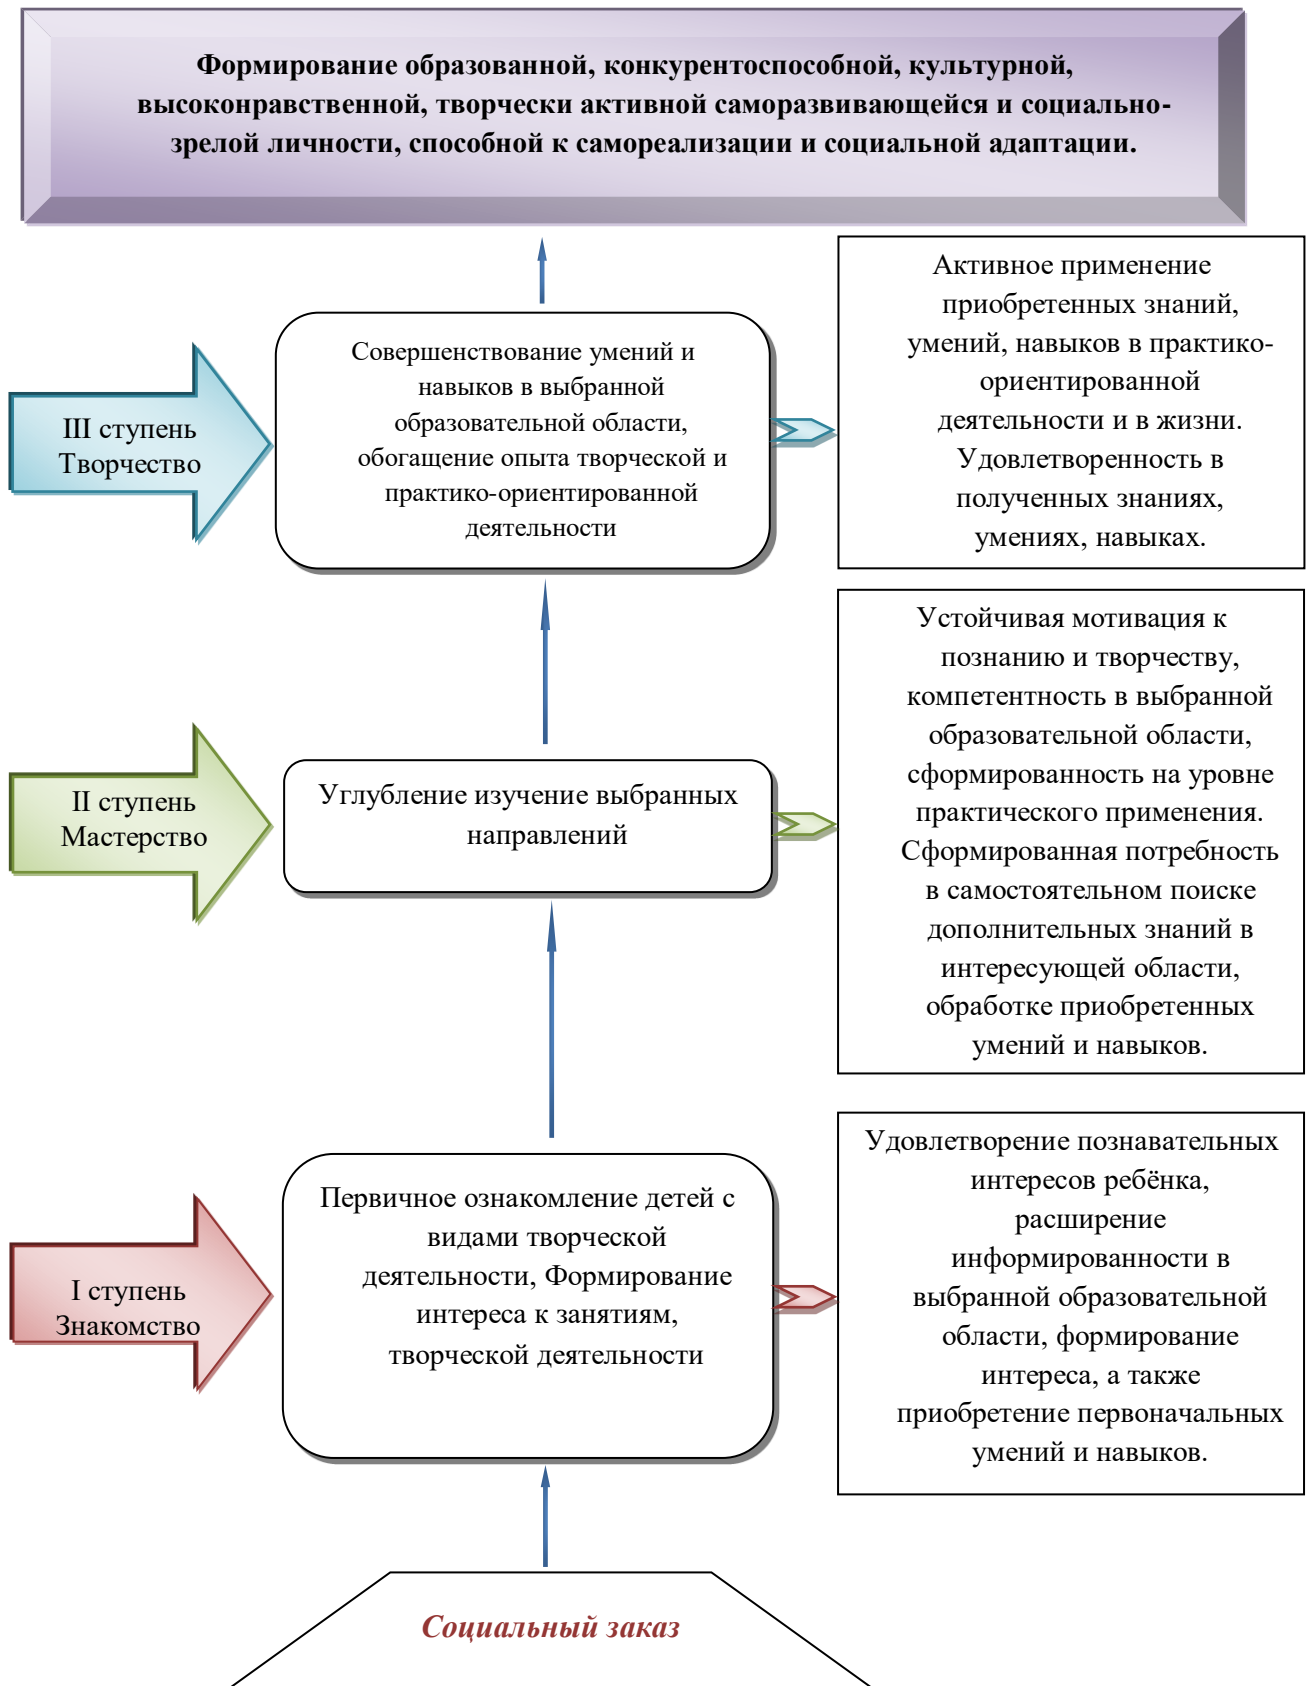 Формирование образованной, конкурентоспособной, культурной,
высоконравственной, творчески активной саморазвивающейся и социально-
зрелой личности, способной к самореализации и социальной адаптации.
III ступень
Творчество
Совершенствование умений и
навыков в выбранной
образовательной области,
обогащение опыта творческой и
практико-ориентированной
деятельности
Активное применение
приобретенных знаний,
умений, навыков в практико-
ориентированной
деятельности и в жизни.
Удовлетворенность в
полученных знаниях,
умениях, навыках.
II ступень
Мастерство
Углубление изучение выбранных
направлений
Устойчивая мотивация к
познанию и творчеству,
компетентность в выбранной
образовательной области,
сформированность на уровне
практического применения.
Сформированная потребность
в самостоятельном поиске
дополнительных знаний в
интересующей области,
обработке приобретенных
умений и навыков.
I ступень
Знакомство
Первичное ознакомление детей с
видами творческой
деятельности, Формирование
интереса к занятиям,
творческой деятельности
Удовлетворение познавательных
интересов ребёнка,
расширение
информированности в
выбранной образовательной
области, формирование
интереса, а также
приобретение первоначальных
умений и навыков.
Социальный заказ